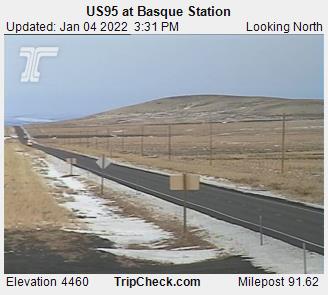 US95 at Basque Station
Updated: Jan 04 2022 3:31 PM Looking North
Elevation 4460 TripCheck.com Milepost 91.62